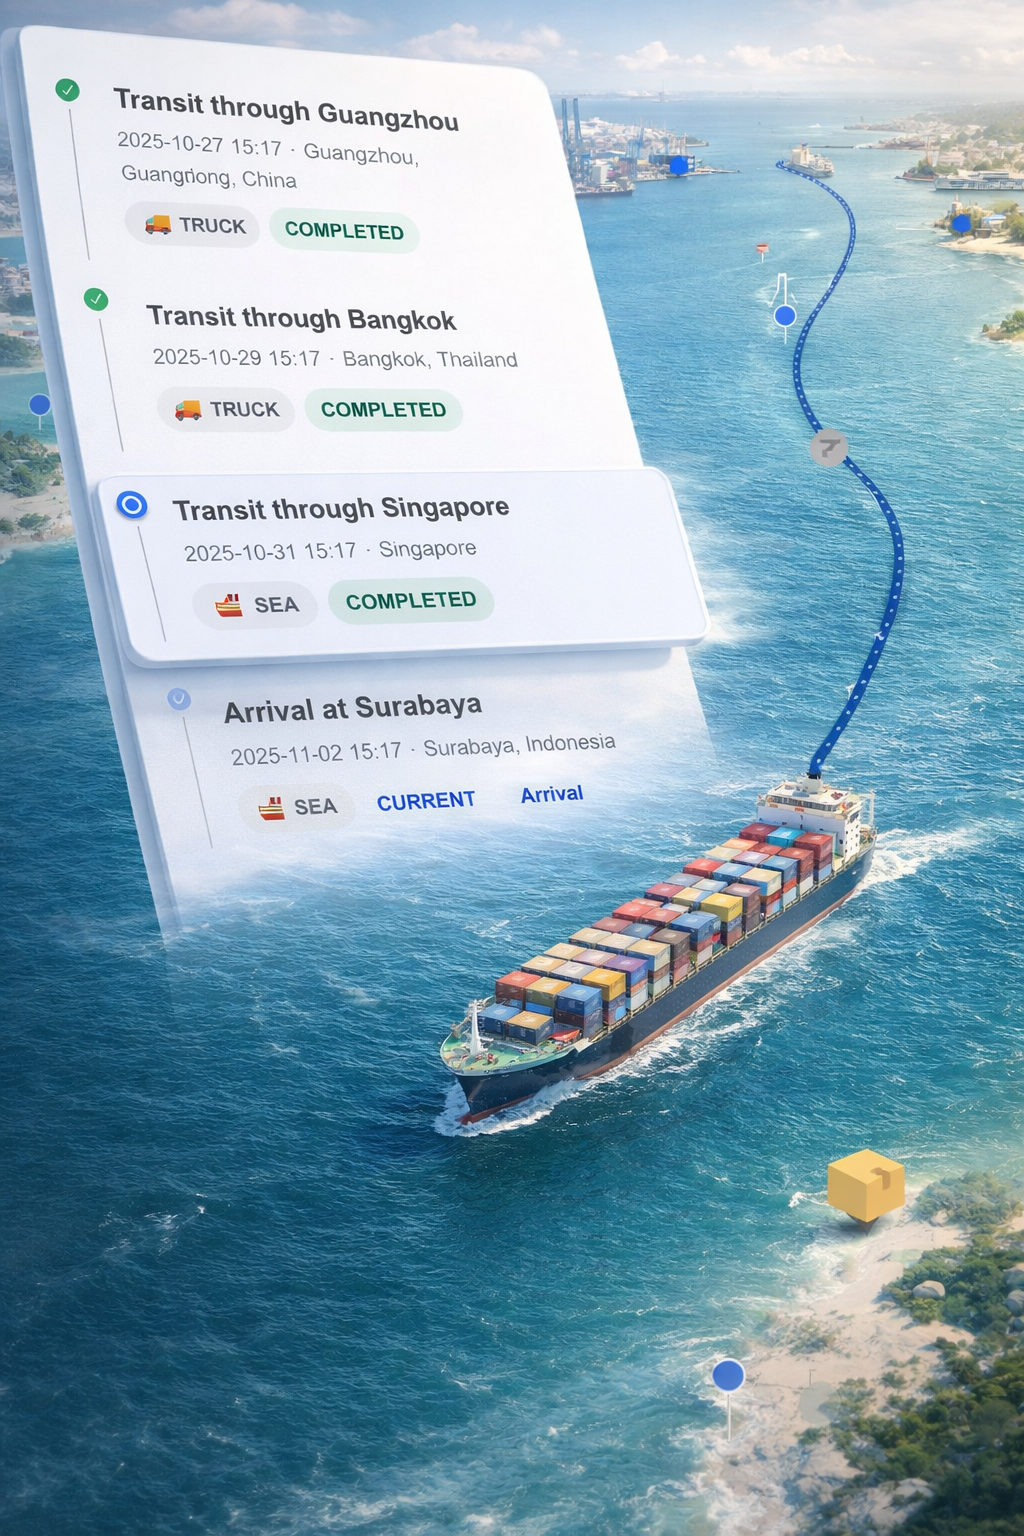 Transit through Guangzhou
2025-10-27 15:17 · Guangzhou,
Guangriong, China
TRUCK
COMPLETED
Transit through Bangkok
2025-10-29 15:17 · Bangkok, Thailand
TRUCK
COMPLETED
Transit through Singapore
2025-10-31 15:17 · Singapore
SEA
COMPLETED
Arrival at Surabaya
2025-11-02 15:17 · Surabaya, Indonesia
SEA
CURRENT
Arrival